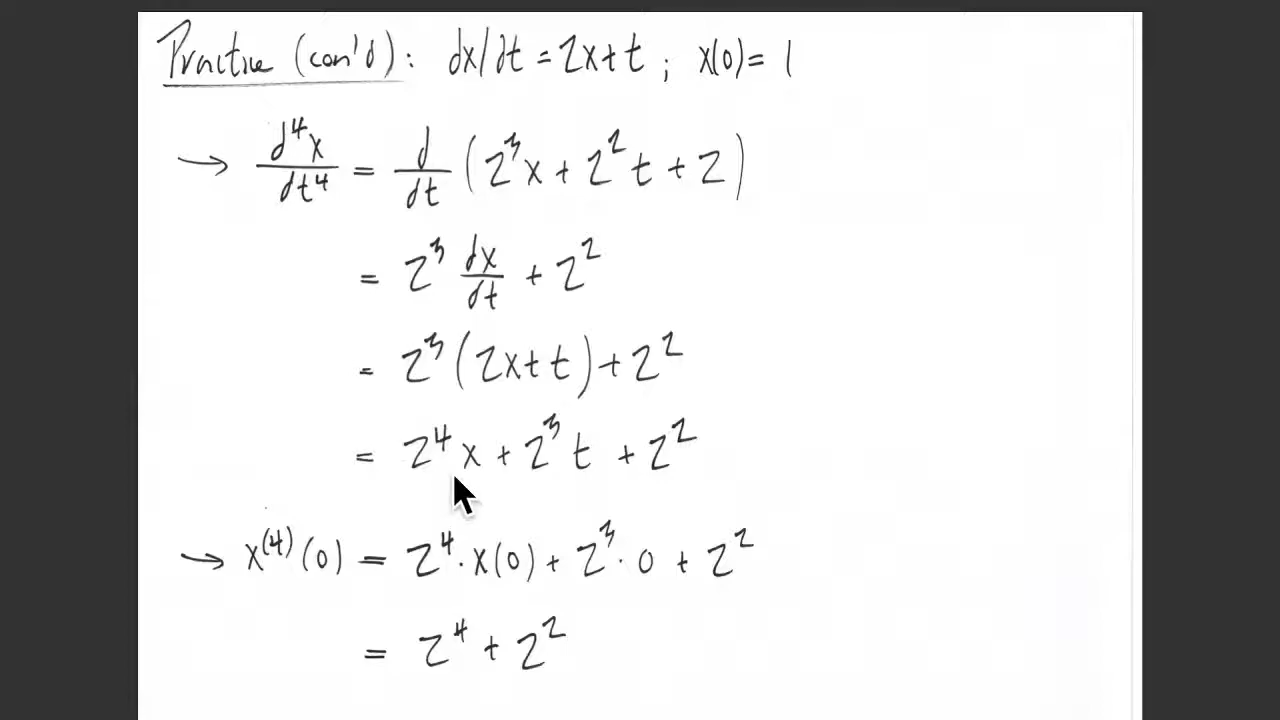 Practice (con'd): dx/dt = 2x+t ; x(0)= 1
→ d⁴x/dt⁴ = d/dt (2³x + 2²t + 2)
= 2³ dx/dt + 2²
= 2³(2x+t)+2²
= 2⁴x + 2³t + 2²
→ x⁽⁴⁾(0) = 2⁴·x(0) + 2³·0 + 2²
= 2⁴ + 2²